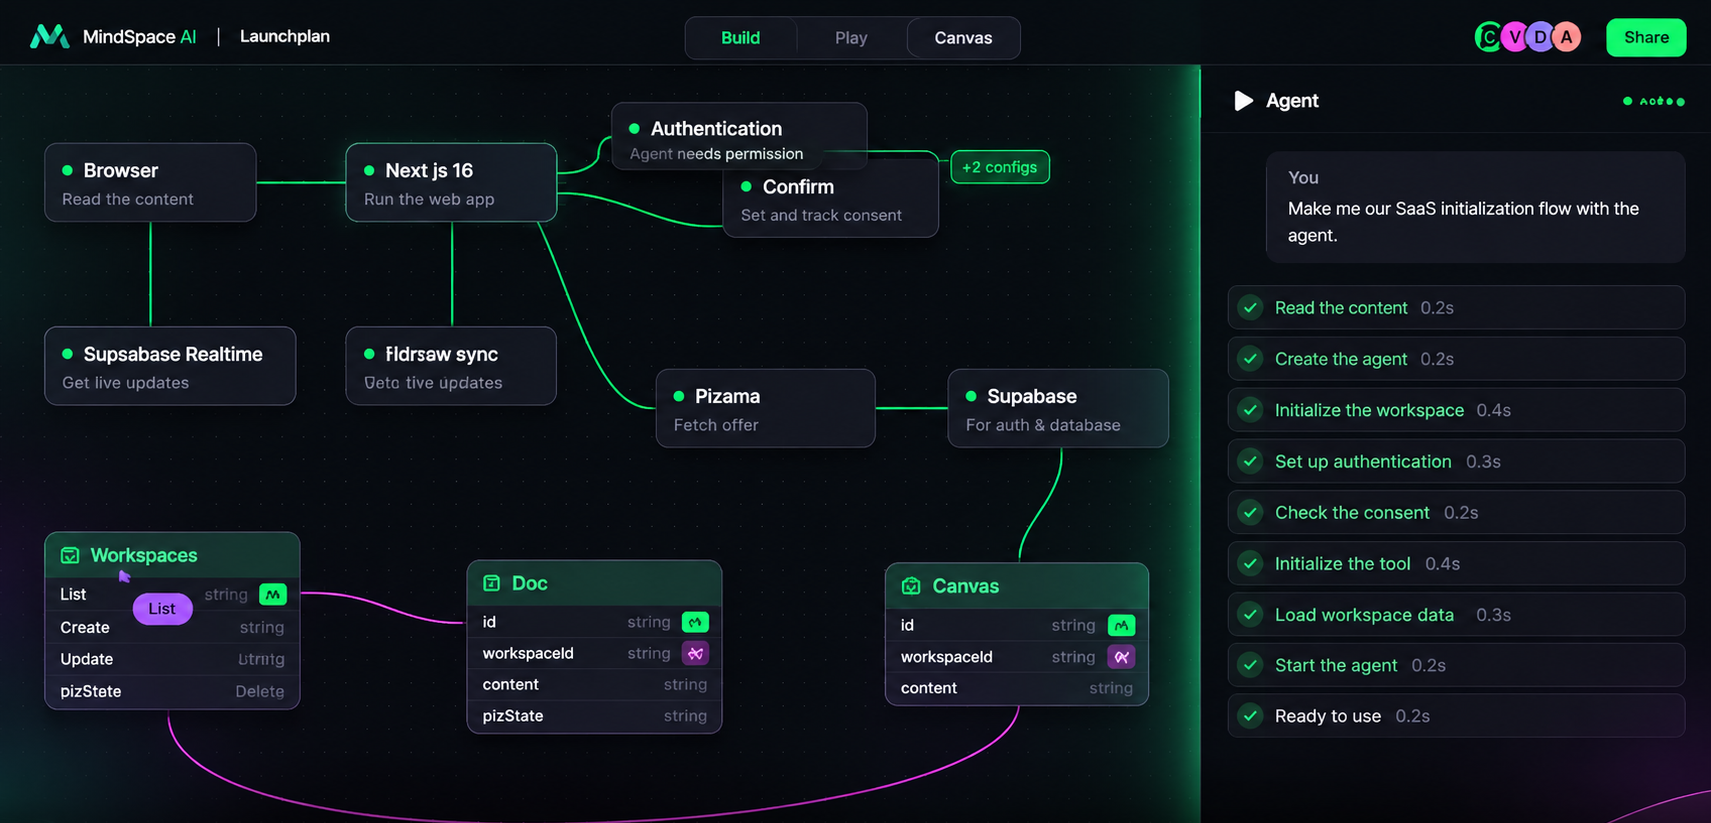 MindSpace AI
Launchplan
Build
Play
Canvas
C
V
D
A
Share
Browser
Read the content
Next js 16
Run the web app
Authentication
Agent needs permission
Confirm
Set and track consent
+2 configs
Supsabase Realtime
Get live updates
sync
updates
Pizama
Fetch offer
Supabase
For auth & database
Workspaces
List string
List
Create string
Update
pizState Delete
Doc
id string
workspaceId string
content string
pizState string
Canvas
id string
workspaceId string
content string
Agent
You
Make me our SaaS initialization flow with the
agent.
Read the content 0.2s
Create the agent 0.2s
Initialize the workspace 0.4s
Set up authentication 0.3s
Check the consent 0.2s
Initialize the tool 0.4s
Load workspace data 0.3s
Start the agent 0.2s
Ready to use 0.2s